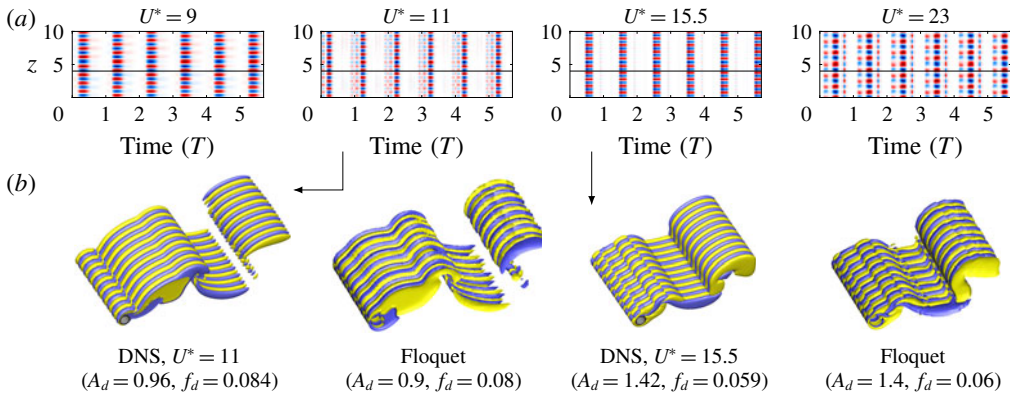 (a) U* = 9 U* = 11 U* = 15.5 U* = 23
10
z 5
0 1 2 3 4 5 0 1 2 3 4 5 0 1 2 3 4 5 0 1 2 3 4 5
10 10 10
5 5 5
Time (T) Time (T) Time (T) Time (T)
(b)
DNS, U* = 11 Floquet DNS, U* = 15.5 Floquet
(A_d = 0.96, f_d = 0.084) (A_d = 0.9, f_d = 0.08) (A_d = 1.42, f_d = 0.059) (A_d = 1.4, f_d = 0.06)